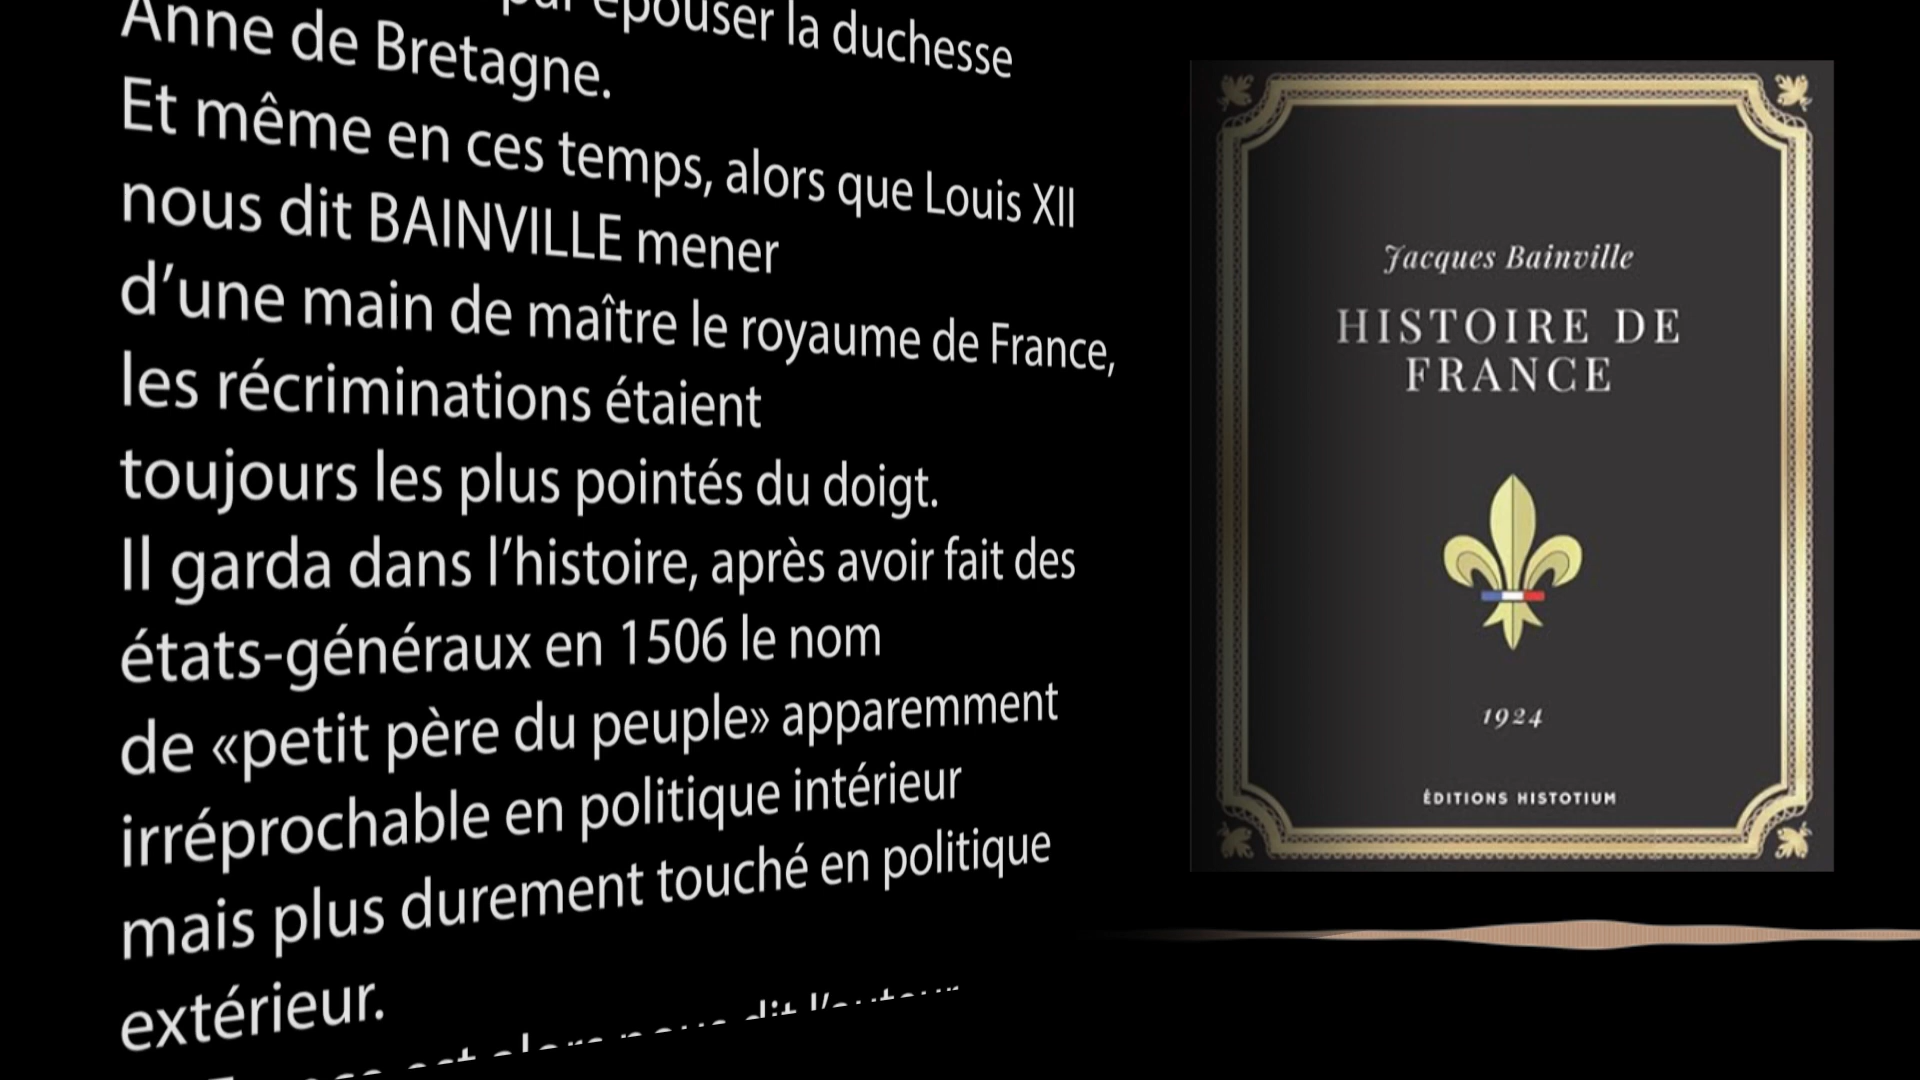 épouser la duchesse
Anne de Bretagne.
Et même en ces temps, alors que Louis XII
nous dit BAINVILLE mener
d’une main de maître le royaume de France,
les récriminations étaient
toujours les plus pointés du doigt.
Il garda dans l’histoire, après avoir fait des
états-généraux en 1506 le nom
de «petit père du peuple» apparemment
irréprochable en politique intérieur
mais plus durement touché en politique
extérieur.
Jacques Bainville
HISTOIRE DE
FRANCE
1924
ÉDITIONS HISTOTIUM